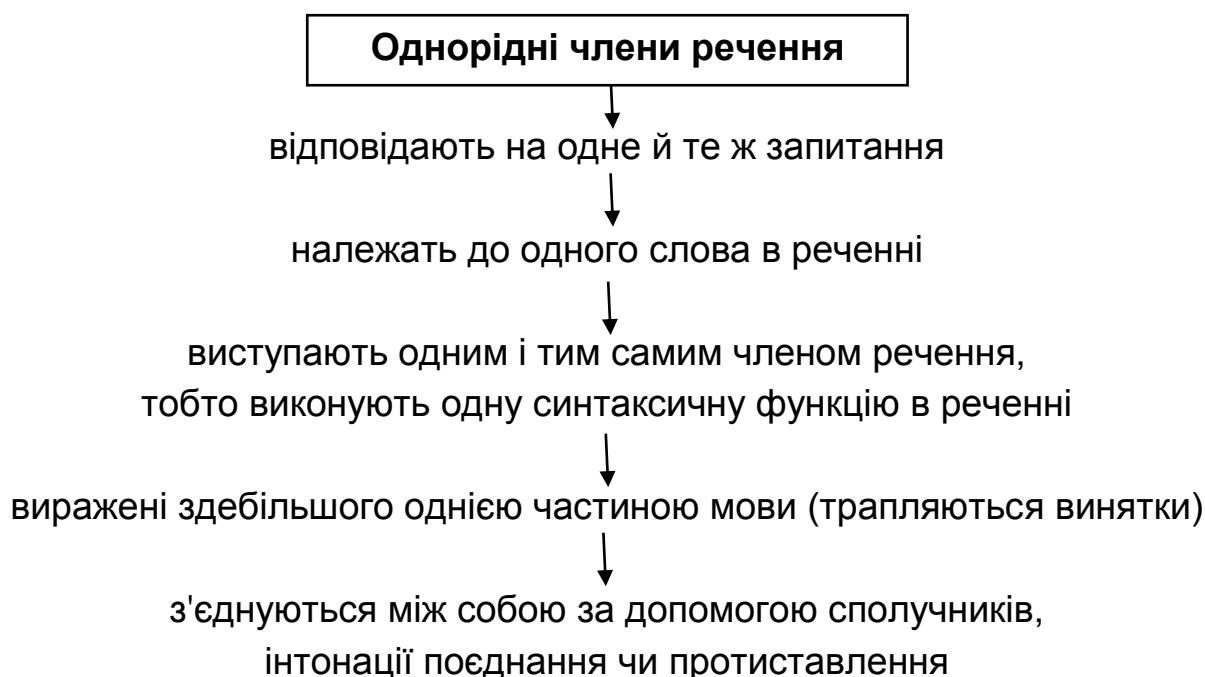 Однорідні члени речення
відповідають на одне й те ж запитання
належать до одного слова в реченні
виступають одним і тим самим членом речення,
тобто виконують одну синтаксичну функцію в реченні
виражені здебільшого однією частиною мови (трапляються винятки)
з'єднуються між собою за допомогою сполучників,
інтонації поєднання чи протиставлення